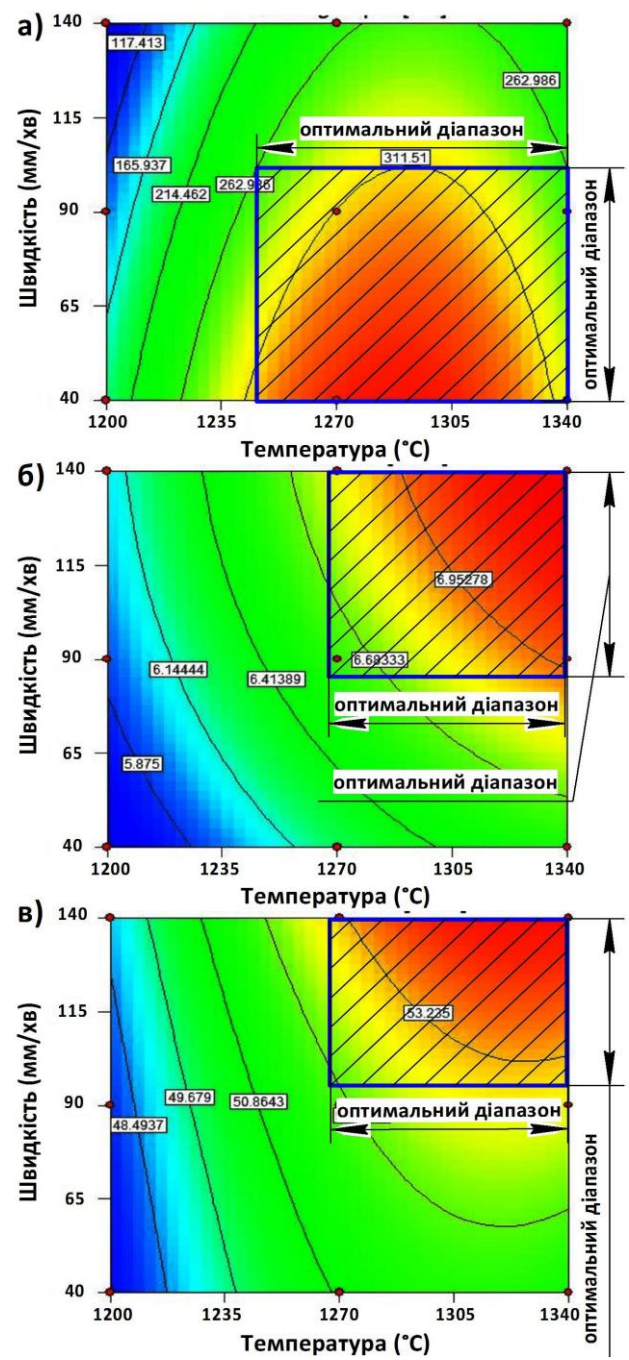 а)
140
115
90
65
40
Швидкість (мм/хв)
117.413
165.937
214.462
262.986
311.51
262.986
оптимальний діапазон
оптимальний діапазон
1200
1270
1305
1340
Температура (°C)
б)
140
115
90
65
40
Швидкість (мм/хв)
5.875
6.14444
6.41389
6.68333
6.95278
оптимальний діапазон
оптимальний діапазон
1200
1235
1270
1305
1340
Температура (°C)
в)
140
115
90
65
40
Швидкість (мм/хв)
48.4937
49.679
50.8643
53.235
оптимальний діапазон
оптимальний діапазон
1200
1235
1270
1305
1340
Температура (°C)